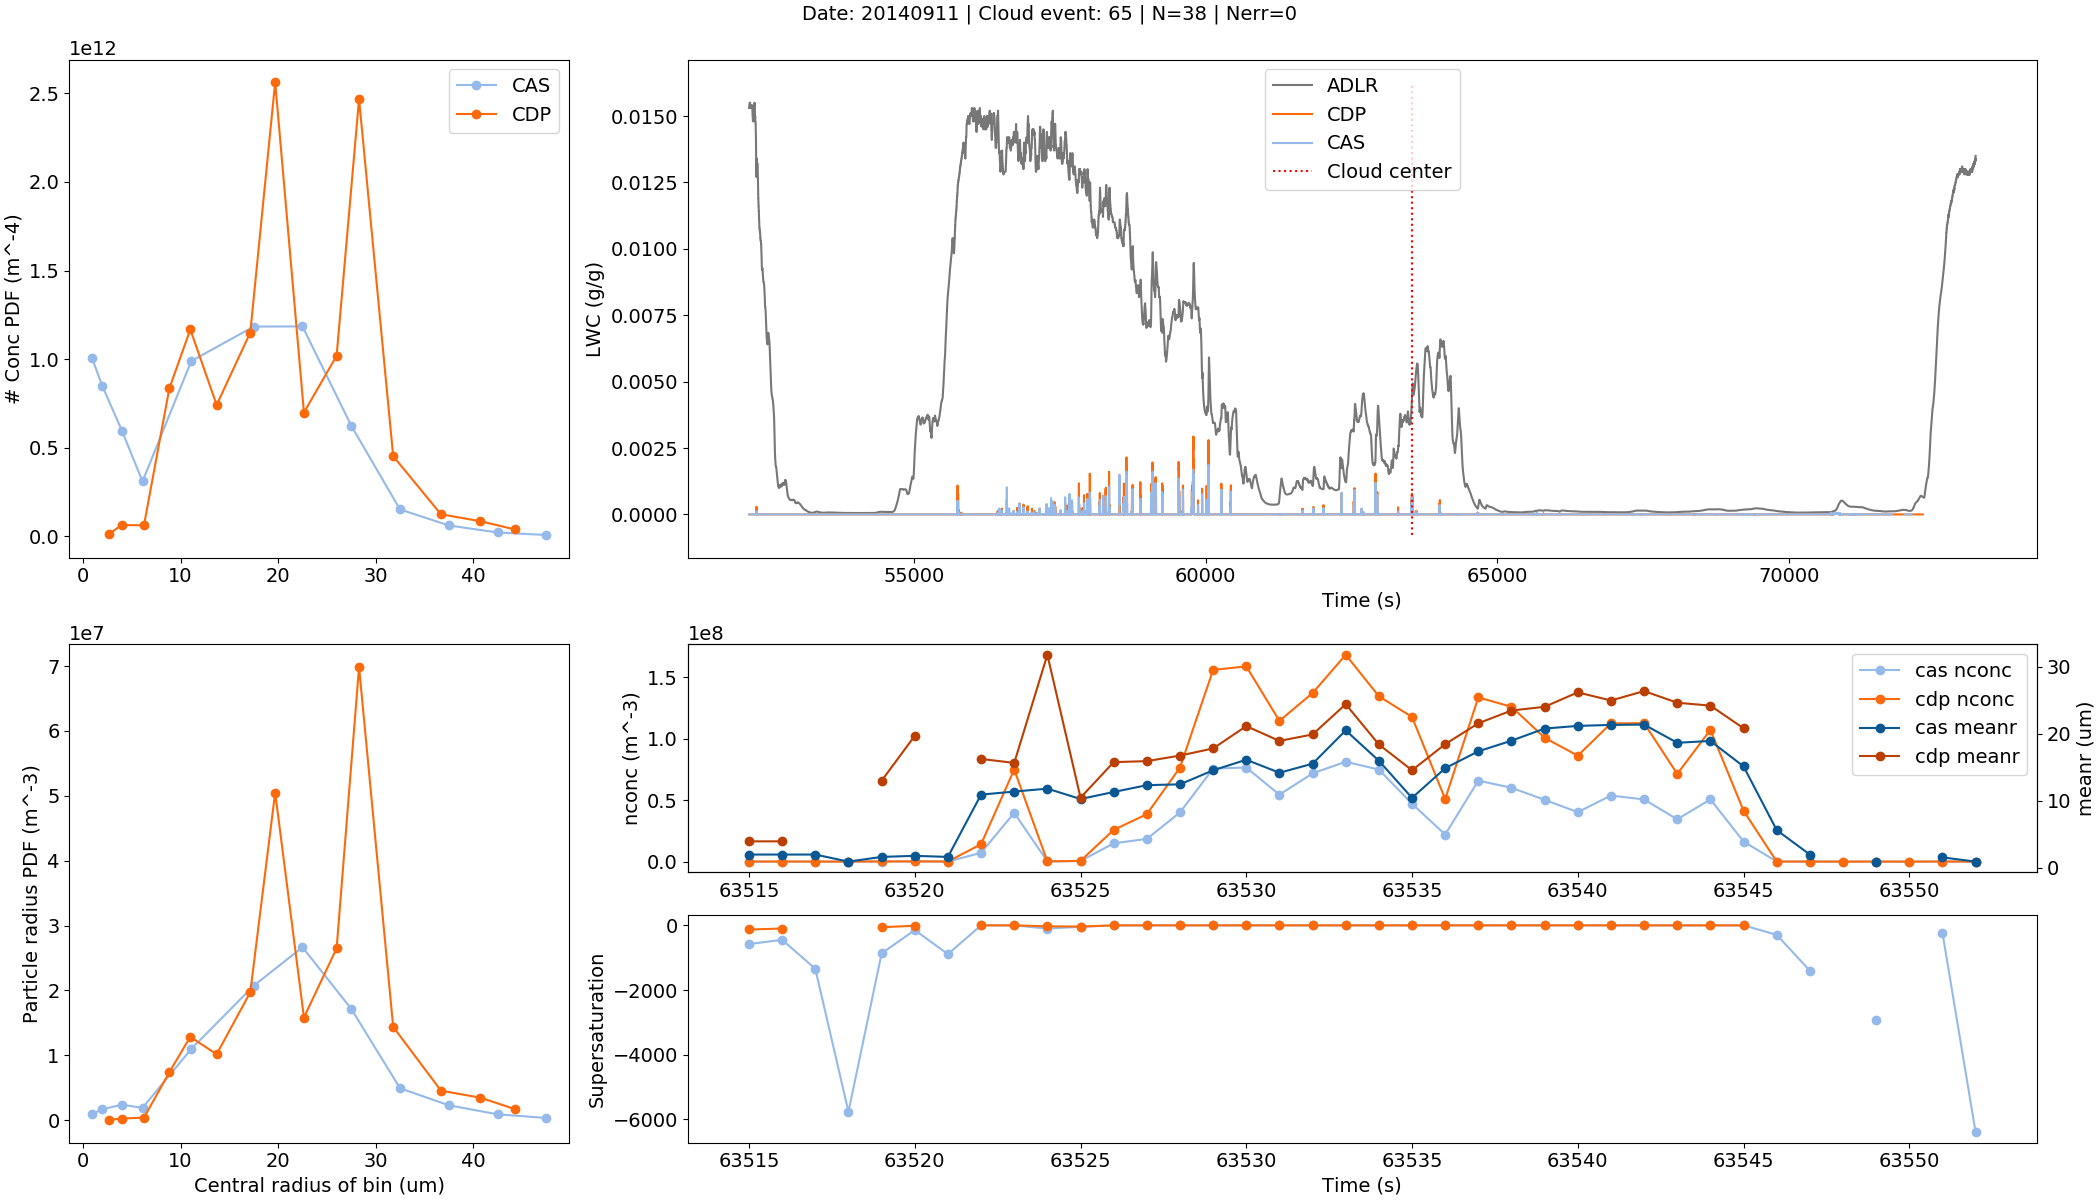 Date: 20140911 | Cloud event: 65 | N=38 | Nerr=0
1e12
# Conc PDF (m^-4)
2.5
2.0
1.5
1.0
0.5
0.0
0 10 20 30 40
CAS
CDP
LWC (g/g)
0.0150
0.0125
0.0100
0.0075
0.0050
0.0025
0.0000
55000 60000 65000 70000
Time (s)
ADLR
CDP
CAS
Cloud center
1e7
Particle radius PDF (m^-3)
7
6
5
4
3
2
1
0
0 10 20 30 40
Central radius of bin (um)
1e8
nconc (m^-3)
1.5
1.0
0.5
0.0
63515 63520 63525 63530 63535 63540 63545 63550
30
20
10
0
meanr (um)
cas nconc
cdp nconc
cas meanr
cdp meanr
Supersaturation
0
−2000
−4000
−6000
63515 63520 63525 63530 63535 63540 63545 63550
Time (s)